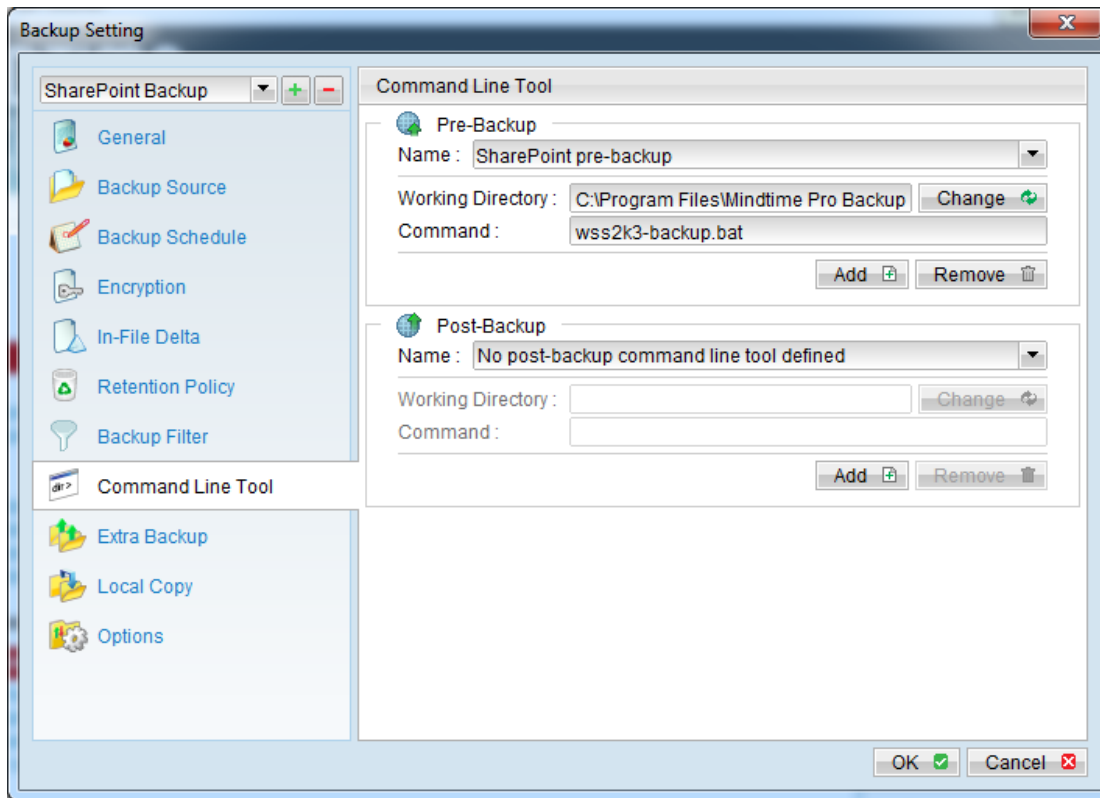 Backup Setting
SharePoint Backup
General
Backup Source
Backup Schedule
Encryption
In-File Delta
Retention Policy
Backup Filter
dir>
Command Line Tool
Extra Backup
Local Copy
Options
Command Line Tool
Pre-Backup
Name : SharePoint pre-backup
Working Directory : C:\Program Files\Mindtime Pro Backup Change
Command : wss2k3-backup.bat
Add Remove
Post-Backup
Name : No post-backup command line tool defined
Working Directory : Change
Command :
Add Remove
OK Cancel